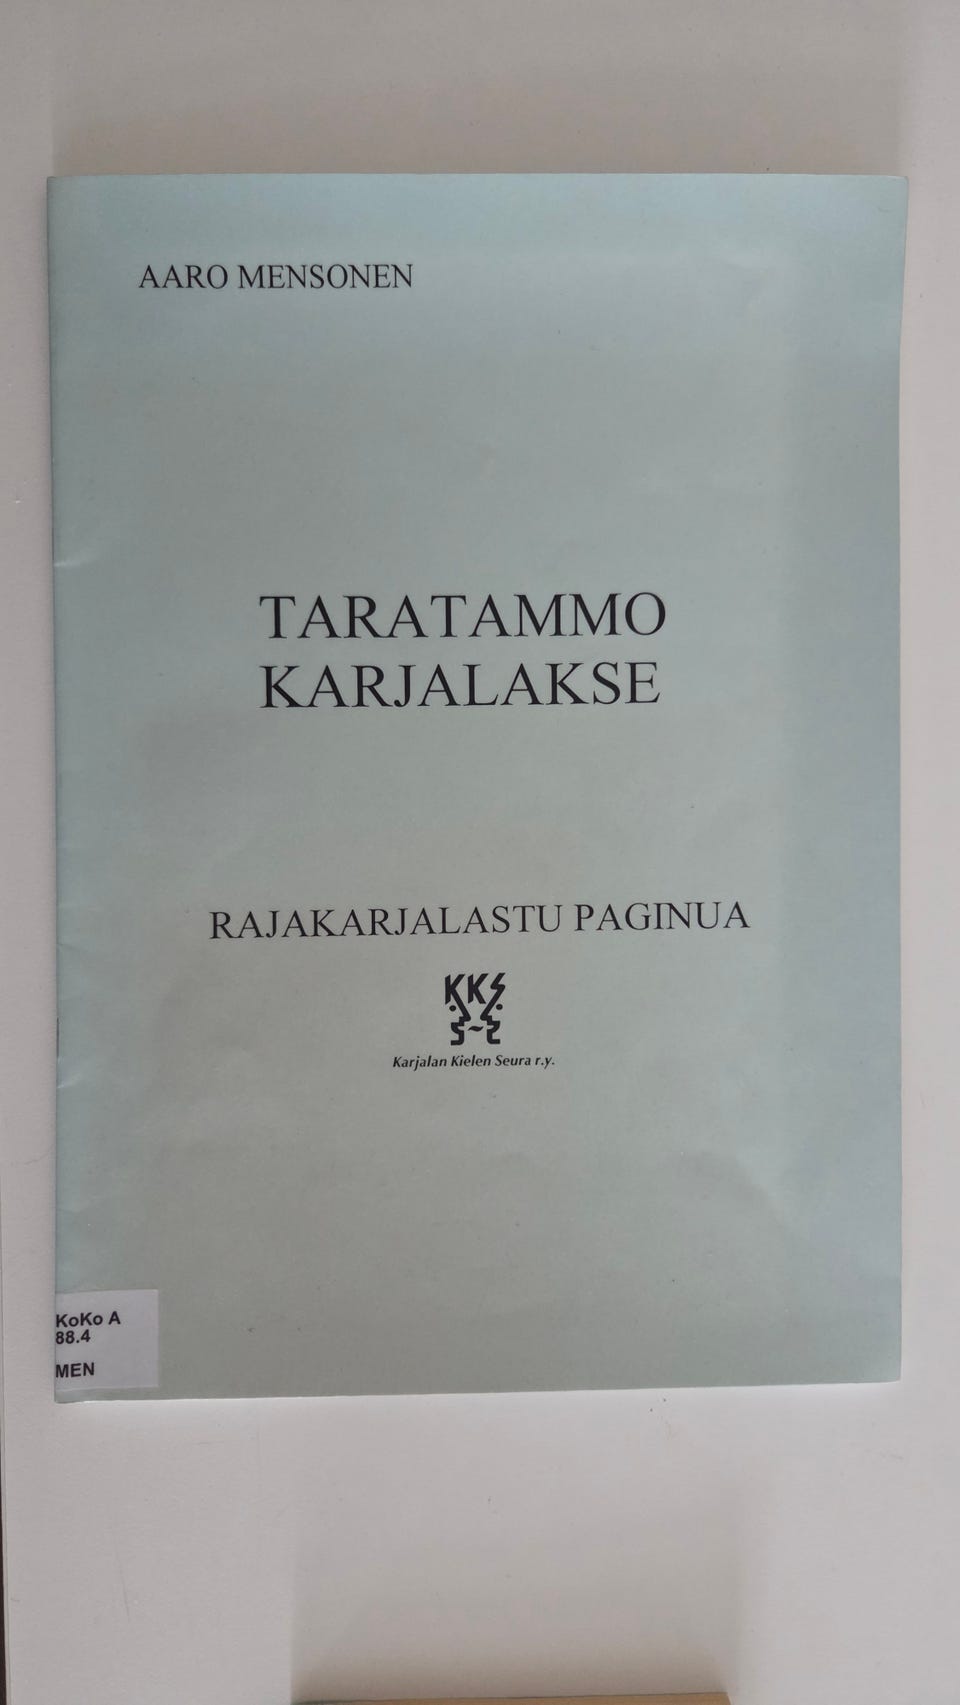 AARO MENSONEN
TARATAMMO
KARJALAKSE
RAJAKARJALASTU PAGINUA
KKS
Karjalan Kielen Seura r.y.
KoKo A
88.4
MEN